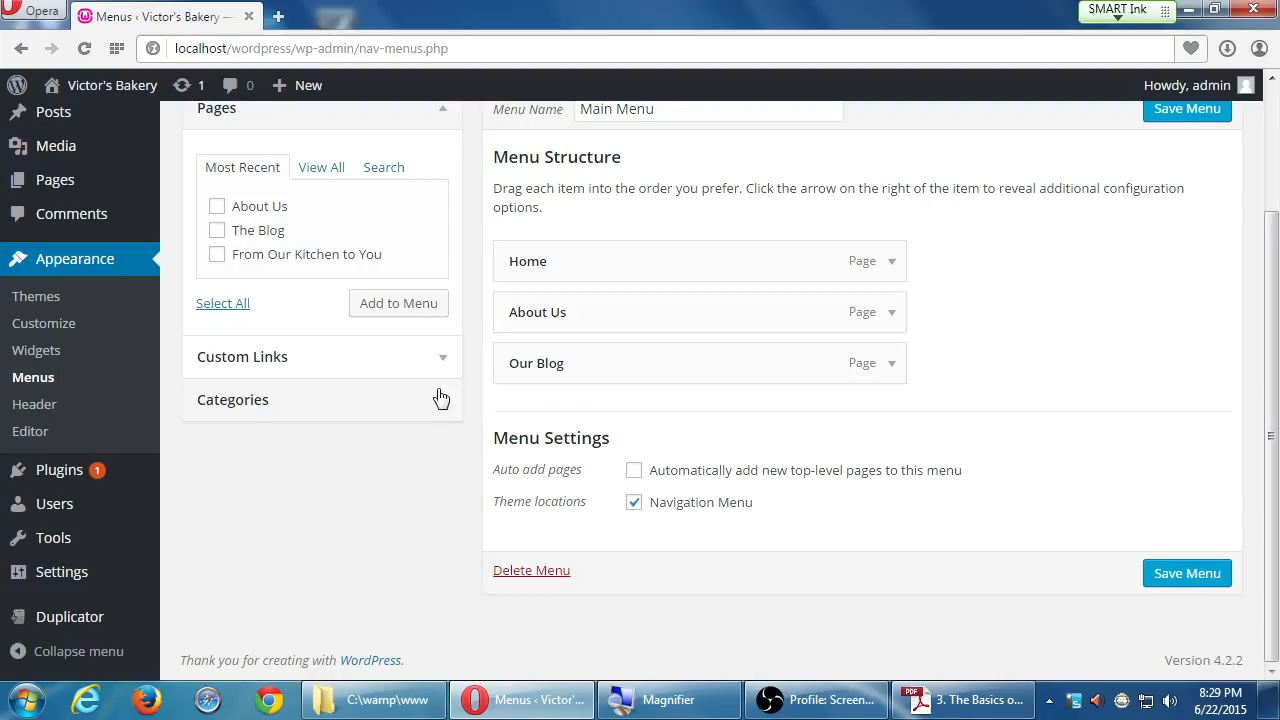 Opera
Menus ‹ Victor's Bakery —
SMART Ink
localhost/wordpress/wp-admin/nav-menus.php
Victor's Bakery
1
0
New
Howdy, admin
Posts
Media
Pages
Comments
Appearance
Themes
Customize
Widgets
Menus
Header
Editor
Plugins 1
Users
Tools
Settings
Duplicator
Collapse menu
Pages
Most Recent
View All
Search
About Us
The Blog
From Our Kitchen to You
Select All
Add to Menu
Custom Links
Categories
Menu Name
Main Menu
Save Menu
Menu Structure
Drag each item into the order you prefer. Click the arrow on the right of the item to reveal additional configuration
options.
Home Page
About Us Page
Our Blog Page
Menu Settings
Auto add pages
Automatically add new top-level pages to this menu
Theme locations
Navigation Menu
Delete Menu
Save Menu
Thank you for creating with WordPress.
Version 4.2.2
C:\wamp\www
Menus ‹ Victor'...
Magnifier
Profile: Screen...
PDF
3. The Basics o...
8:29 PM
6/22/2015